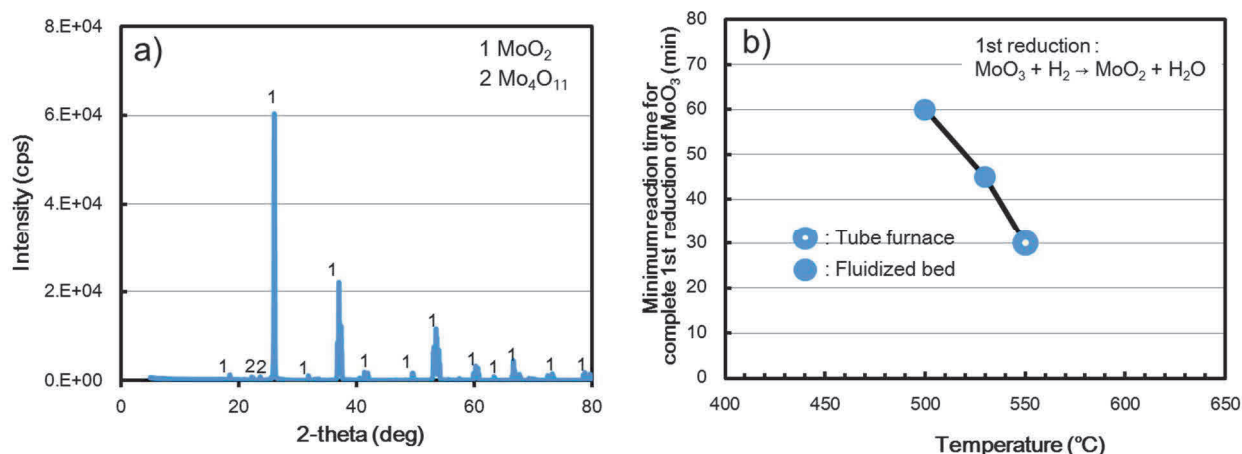 a)
1 MoO₂
2 Mo₄O₁₁
8.E+04
6.E+04
4.E+04
2.E+04
0.E+00
Intensity (cps)
1
1
1
1
22
1
1
1
1
1
1
1
1
0
20
40
60
80
2-theta (deg)
b)
1st reduction :
MoO₃ + H₂ → MoO₂ + H₂O
Minimum reaction time for
complete 1st reduction of MoO₃ (min)
80
70
60
50
40
30
20
10
0
: Tube furnace
: Fluidized bed
400
450
500
550
600
650
Temperature (°C)